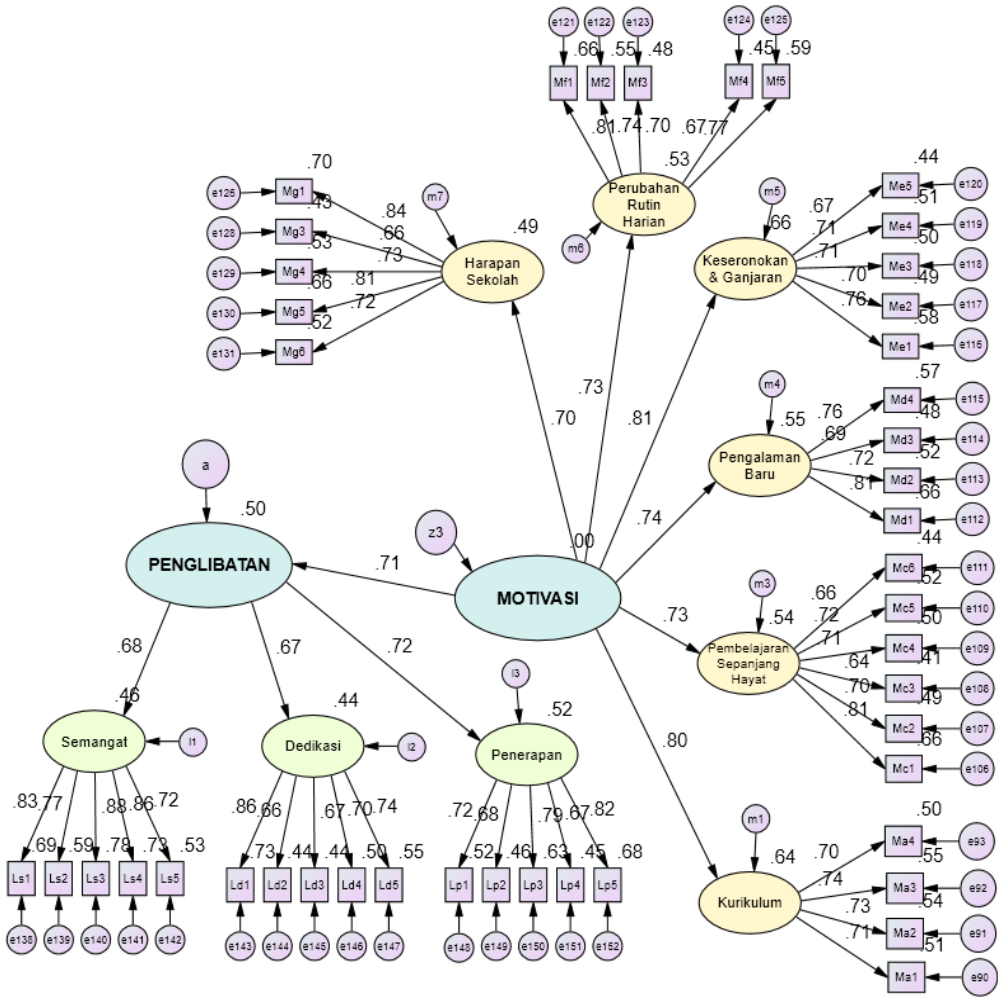 e121 e122 e123 e124 e125
.66 .55 .48 .45 .59
Mf1 Mf2 Mf3 Mf4 Mf5
.81 .74 .70 .67 .77
.53
Perubahan
Rutin
Harian
m6
.70
e126 Mg1
.43
e128 Mg3
.53
e129 Mg4
.66
e130 Mg5
.52
e131 Mg6
.84
.66
.73
.81
.72
m7
.49
Harapan
Sekolah
m5
.66
Keseronokan
& Ganjaran
.67
.71
.71
.70
.76
.44
Me5 e120
.51
Me4 e119
.50
Me3 e118
.49
Me2 e117
.58
Me1 e116
.70
.73
.81
m4
.55
Pengalaman
Baru
.76
.69
.72
.81
.57
Md4 e115
.48
Md3 e114
.52
Md2 e113
.66
Md1 e112
.74
a
.50
PENGLIBATAN
.71
z3
.00
MOTIVASI
.73
m3
.54
Pembelajaran
Sepanjang
Hayat
.66
.72
.71
.64
.70
.81
.44
Mc6 e111
.52
Mc5 e110
.50
Mc4 e109
.41
Mc3 e108
.49
Mc2 e107
.66
Mc1 e106
.80
m1
.64
Kurikulum
.70
.74
.73
.71
.50
Ma4 e93
.55
Ma3 e92
.54
Ma2 e91
.51
Ma1 e90
.68 .67 .72
.46
Semangat
l1
.44
Dedikasi
l2
l3
.52
Penerapan
.83 .77 .88 .86 .72
.69 .59 .78 .73 .53
Ls1 Ls2 Ls3 Ls4 Ls5
e138 e139 e140 e141 e142
.86 .66 .67 .70 .74
.73 .44 .44 .50 .55
Ld1 Ld2 Ld3 Ld4 Ld5
e143 e144 e145 e146 e147
.72 .68 .79 .67 .82
.52 .46 .63 .45 .68
Lp1 Lp2 Lp3 Lp4 Lp5
e148 e149 e150 e151 e152